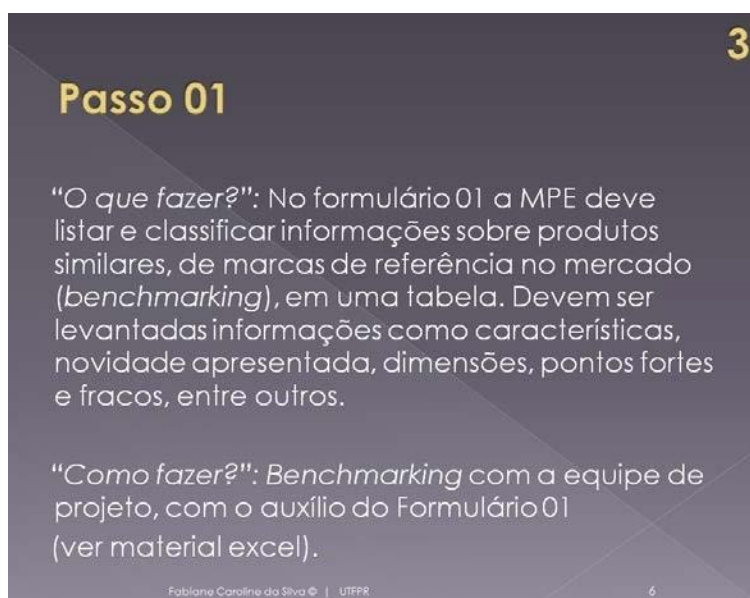 3
Passo 01
“O que fazer?”: No formulário 01 a MPE deve
listar e classificar informações sobre produtos
similares, de marcas de referência no mercado
(benchmarking), em uma tabela. Devem ser
levantadas informações como características,
novidade apresentada, dimensões, pontos fortes
e fracos, entre outros.
“Como fazer?”: Benchmarking com a equipe de
projeto, com o auxílio do Formulário 01
(ver material excel).
Fabiane Caroline da Silva © | UTFPR 6